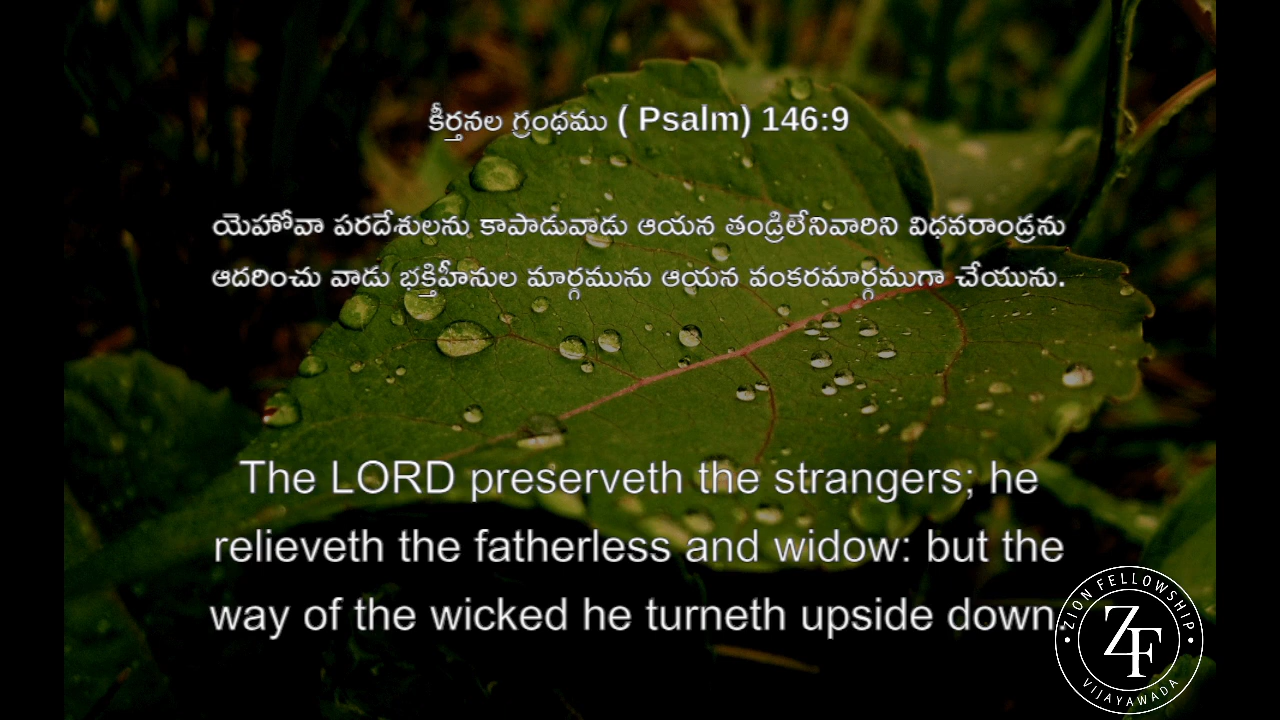 కీర్తనల గ్రంథము ( Psalm) 146:9
యెహోవా పరదేశులను కాపాడువాడు ఆయన తండ్రిలేనివారిని విధవరాండ్రను
ఆదరించు వాడు భక్తిహీనుల మార్గమును ఆయన వంకరమార్గముగా చేయును.
The LORD preserveth the strangers; he
relieveth the fatherless and widow: but the
way of the wicked he turneth upside down.
ZION FELLOWSHIP
ZF
VIJAYAWADA